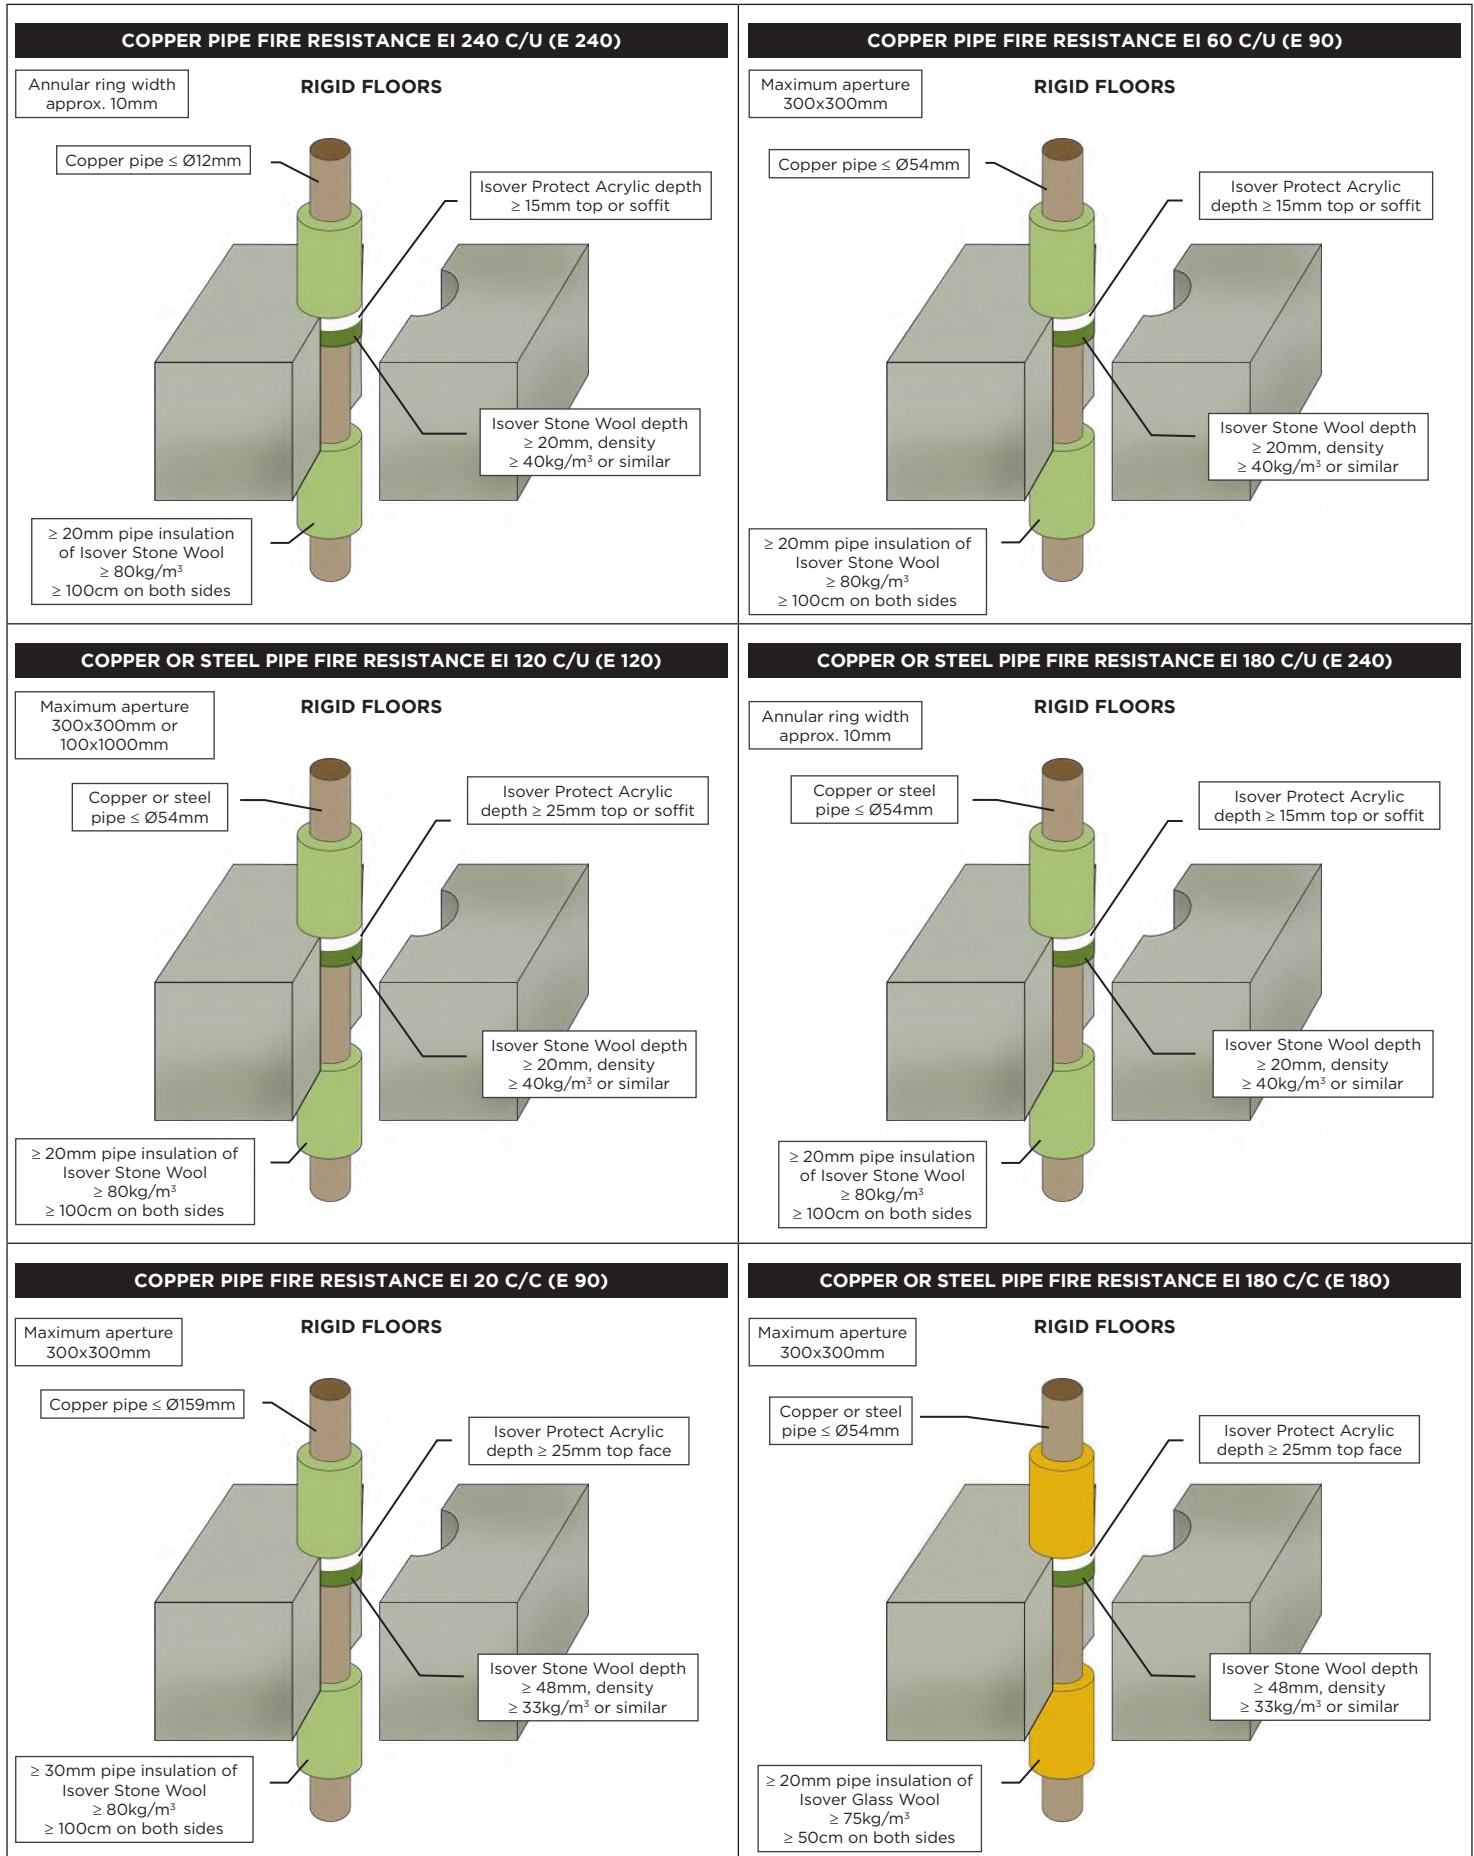 COPPER PIPE FIRE RESISTANCE EI 240 C/U (E 240)
Annular ring width
approx. 10mm
RIGID FLOORS
Copper pipe ≤ Ø12mm
Isover Protect Acrylic depth
≥ 15mm top or soffit
Isover Stone Wool depth
≥ 20mm, density
≥ 40kg/m³ or similar
≥ 20mm pipe insulation
of Isover Stone Wool
≥ 80kg/m³
≥ 100cm on both sides
COPPER PIPE FIRE RESISTANCE EI 60 C/U (E 90)
Maximum aperture
300x300mm
RIGID FLOORS
Copper pipe ≤ Ø54mm
Isover Protect Acrylic
depth ≥ 15mm top or soffit
Isover Stone Wool depth
≥ 20mm, density
≥ 40kg/m³ or similar
≥ 20mm pipe insulation of
Isover Stone Wool
≥ 80kg/m³
≥ 100cm on both sides
COPPER OR STEEL PIPE FIRE RESISTANCE EI 120 C/U (E 120)
Maximum aperture
300x300mm or
100x1000mm
RIGID FLOORS
Copper or steel
pipe ≤ Ø54mm
Isover Protect Acrylic
depth ≥ 25mm top or soffit
Isover Stone Wool depth
≥ 20mm, density
≥ 40kg/m³ or similar
≥ 20mm pipe insulation of
Isover Stone Wool
≥ 80kg/m³
≥ 100cm on both sides
COPPER OR STEEL PIPE FIRE RESISTANCE EI 180 C/U (E 240)
Annular ring width
approx. 10mm
RIGID FLOORS
Copper or steel
pipe ≤ Ø54mm
Isover Protect Acrylic
depth ≥ 15mm top or soffit
Isover Stone Wool depth
≥ 20mm, density
≥ 40kg/m³ or similar
≥ 20mm pipe insulation
of Isover Stone Wool
≥ 80kg/m³
≥ 100cm on both sides
COPPER PIPE FIRE RESISTANCE EI 20 C/C (E 90)
Maximum aperture
300x300mm
RIGID FLOORS
Copper pipe ≤ Ø159mm
Isover Protect Acrylic
depth ≥ 25mm top face
Isover Stone Wool depth
≥ 48mm, density
≥ 33kg/m³ or similar
≥ 30mm pipe insulation of
Isover Stone Wool
≥ 80kg/m³
≥ 100cm on both sides
COPPER OR STEEL PIPE FIRE RESISTANCE EI 180 C/C (E 180)
Maximum aperture
300x300mm
RIGID FLOORS
Copper or steel
pipe ≤ Ø54mm
Isover Protect Acrylic
depth ≥ 25mm top face
Isover Stone Wool depth
≥ 48mm, density
≥ 33kg/m³ or similar
≥ 20mm pipe insulation of
Isover Glass Wool
≥ 75kg/m³
≥ 50cm on both sides